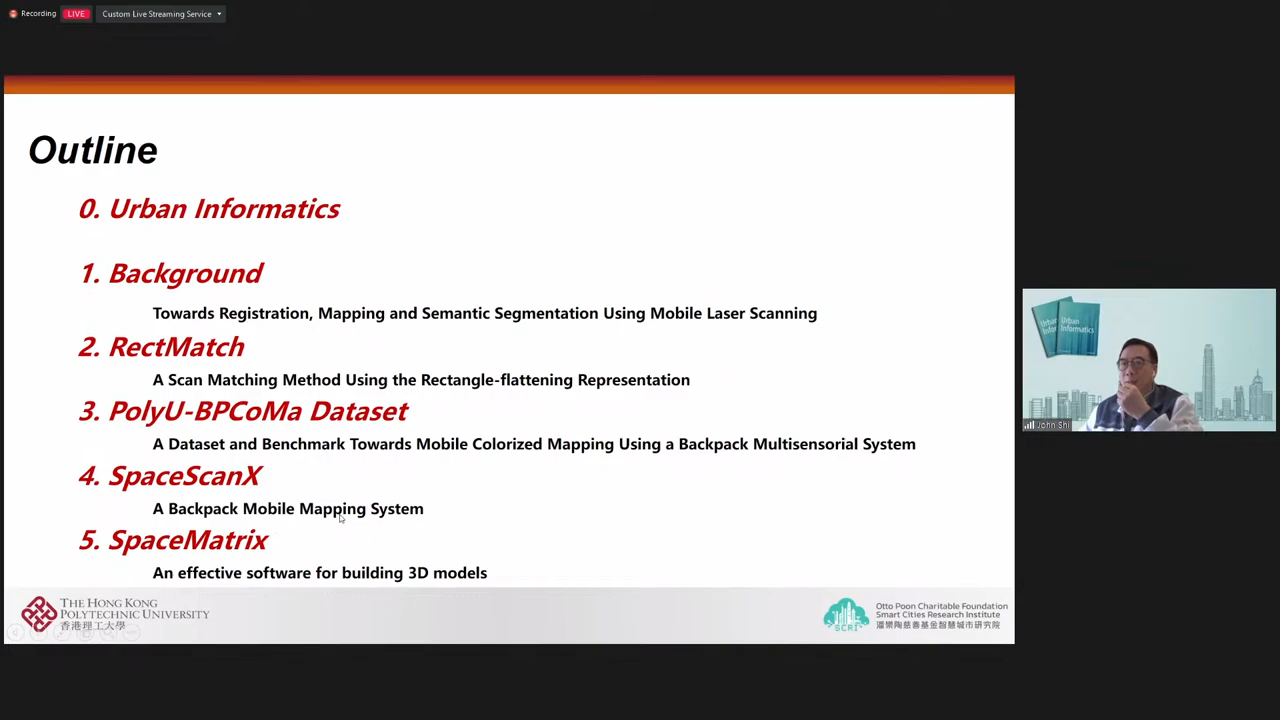 Recording
LIVE
Custom Live Streaming Service
Outline
0. Urban Informatics
1. Background
Towards Registration, Mapping and Semantic Segmentation Using Mobile Laser Scanning
2. RectMatch
A Scan Matching Method Using the Rectangle-flattening Representation
3. PolyU-BPCoMa Dataset
A Dataset and Benchmark Towards Mobile Colorized Mapping Using a Backpack Multisensorial System
4. SpaceScanX
A Backpack Mobile Mapping System
5. SpaceMatrix
An effective software for building 3D models
THE HONG KONG
POLYTECHNIC UNIVERSITY
香港理工大學
SCRI
Otto Poon Charitable Foundation
Smart Cities Research Institute
潘樂陶慈善基金智慧城市研究院
Urban
Informatics
John Shi